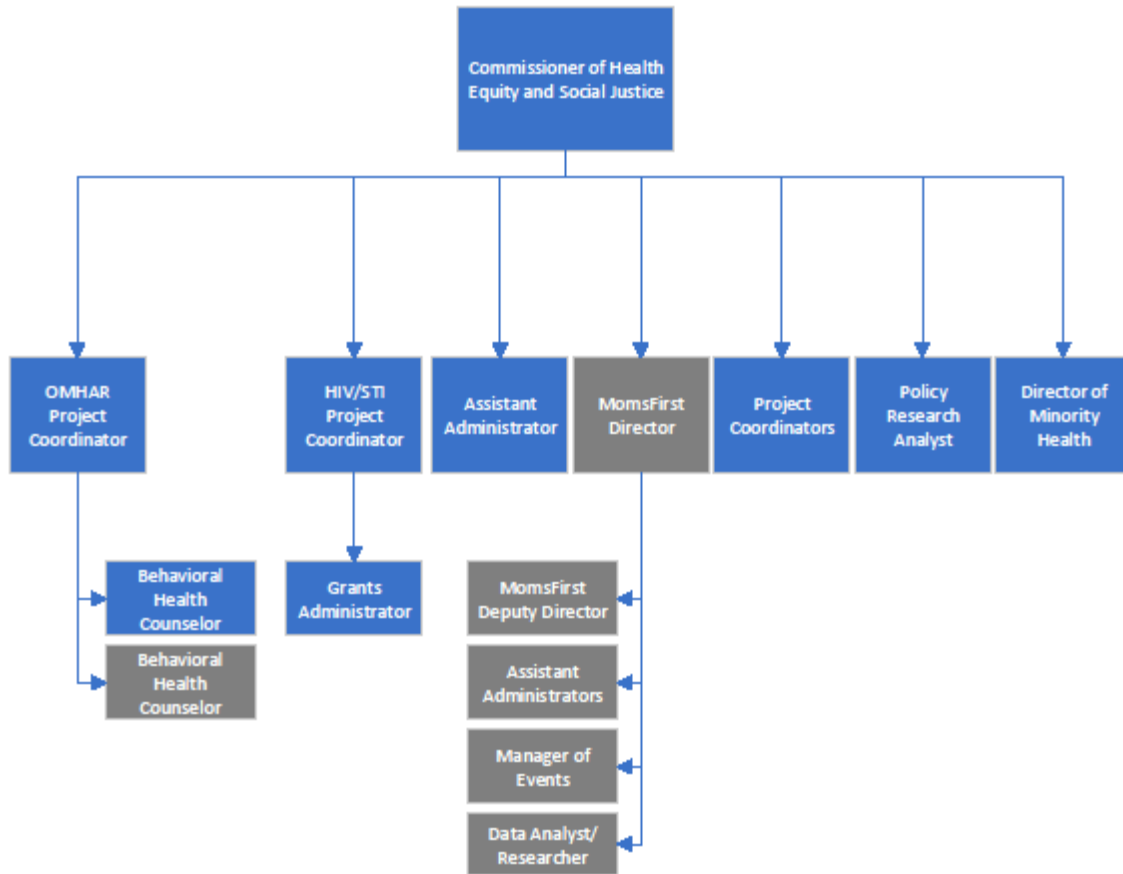 Commissioner of Health
Equity and Social Justice
OMHAR
Project
Coordinator
HIV/STI
Project
Coordinator
Assistant
Administrator
MomsFirst
Director
Project
Coordinators
Policy
Research
Analyst
Director of
Minority
Health
Behavioral
Health
Counselor
Behavioral
Health
Counselor
Grants
Administrator
MomsFirst
Deputy Director
Assistant
Administrators
Manager of
Events
Data Analyst/
Researcher